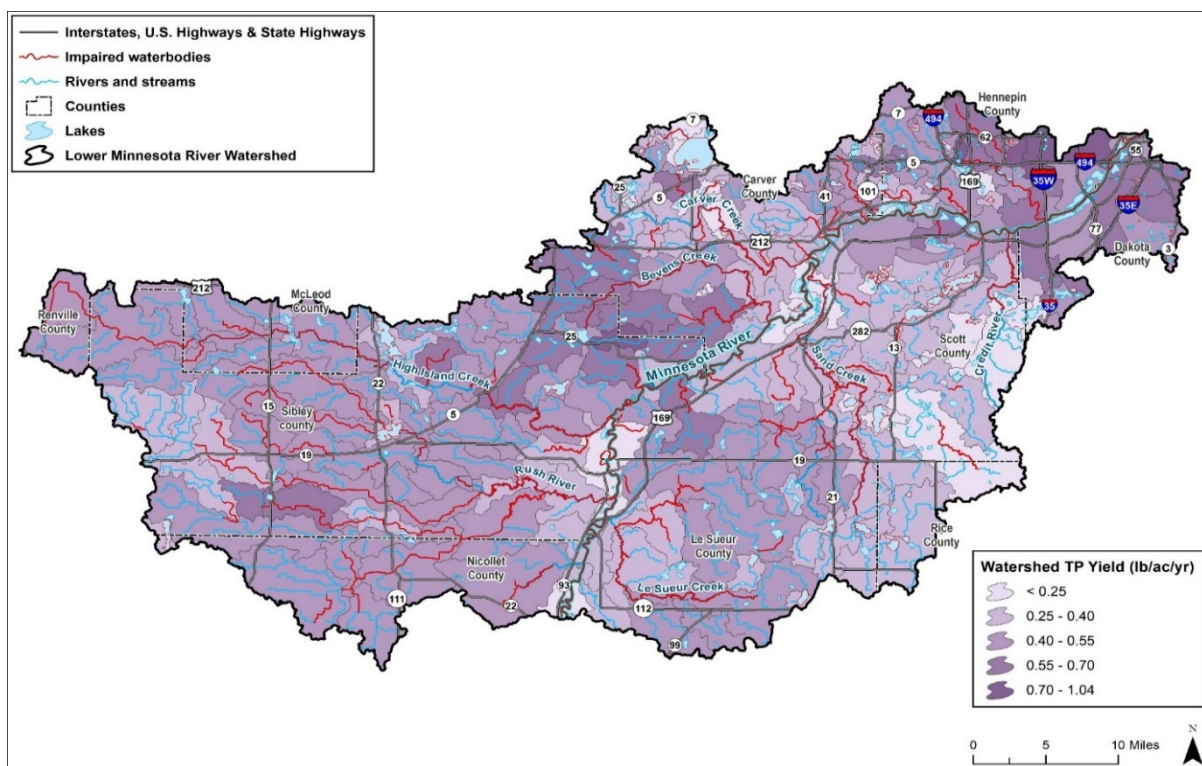 Interstates, U.S. Highways & State Highways
Impaired waterbodies
Rivers and streams
Counties
Lakes
Lower Minnesota River Watershed
Hennepin
County
7
494
62
7
5
494
55
Carver
County
25
5
41
101
169
35W
35E
Carver Creek
212
77
Dakota
County
3
Bevens Creek
212
McLeod
County
Renville
County
35
25
282
Scott
County
Credit River
Minnesota River
13
Sand Creek
High Island Creek
22
15
Sibley
county
5
169
19
19
Rush River
21
Rice
County
Le Sueur
County
Nicollet
County
93
Le Sueur Creek
111
22
112
99
Watershed TP Yield (lb/ac/yr)
< 0.25
0.25 - 0.40
0.40 - 0.55
0.55 - 0.70
0.70 - 1.04
N
0 5 10 Miles